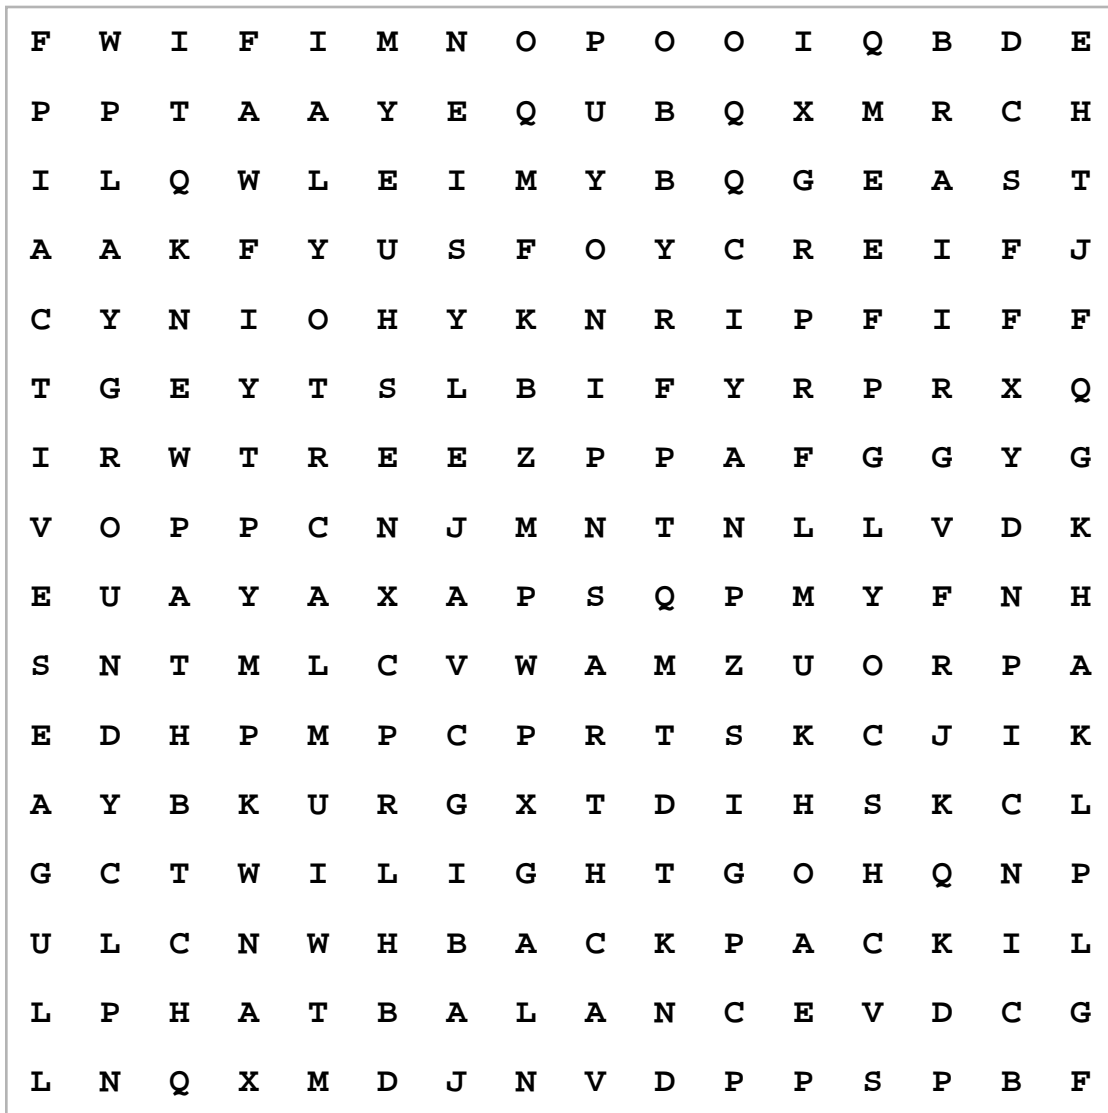 F W I F I M N O P O O I Q B D E
P P T A A Y E Q U B Q X M R C H
I L Q W L E I M Y B Q G E A S T
A A K F Y U S F O Y C R E I F J
C Y N I O H Y K N R I P F I F F
T G E Y T S L B I F Y R P R X Q
I R W T R E E Z P P A F G G Y G
V O P P C N J M N T N L L V D K
E U A Y A X A P S Q P M Y F N H
S N T M L C V W A M Z U O R P A
E D H P M P C P R T S K C J I K
A Y B K U R G X T D I H S K C L
G C T W I L I G H T G O H Q N P
U L C N W H B A C K P A C K I L
L P H A T B A L A N C E V D C G
L N Q X M D J N V D P P S P B F